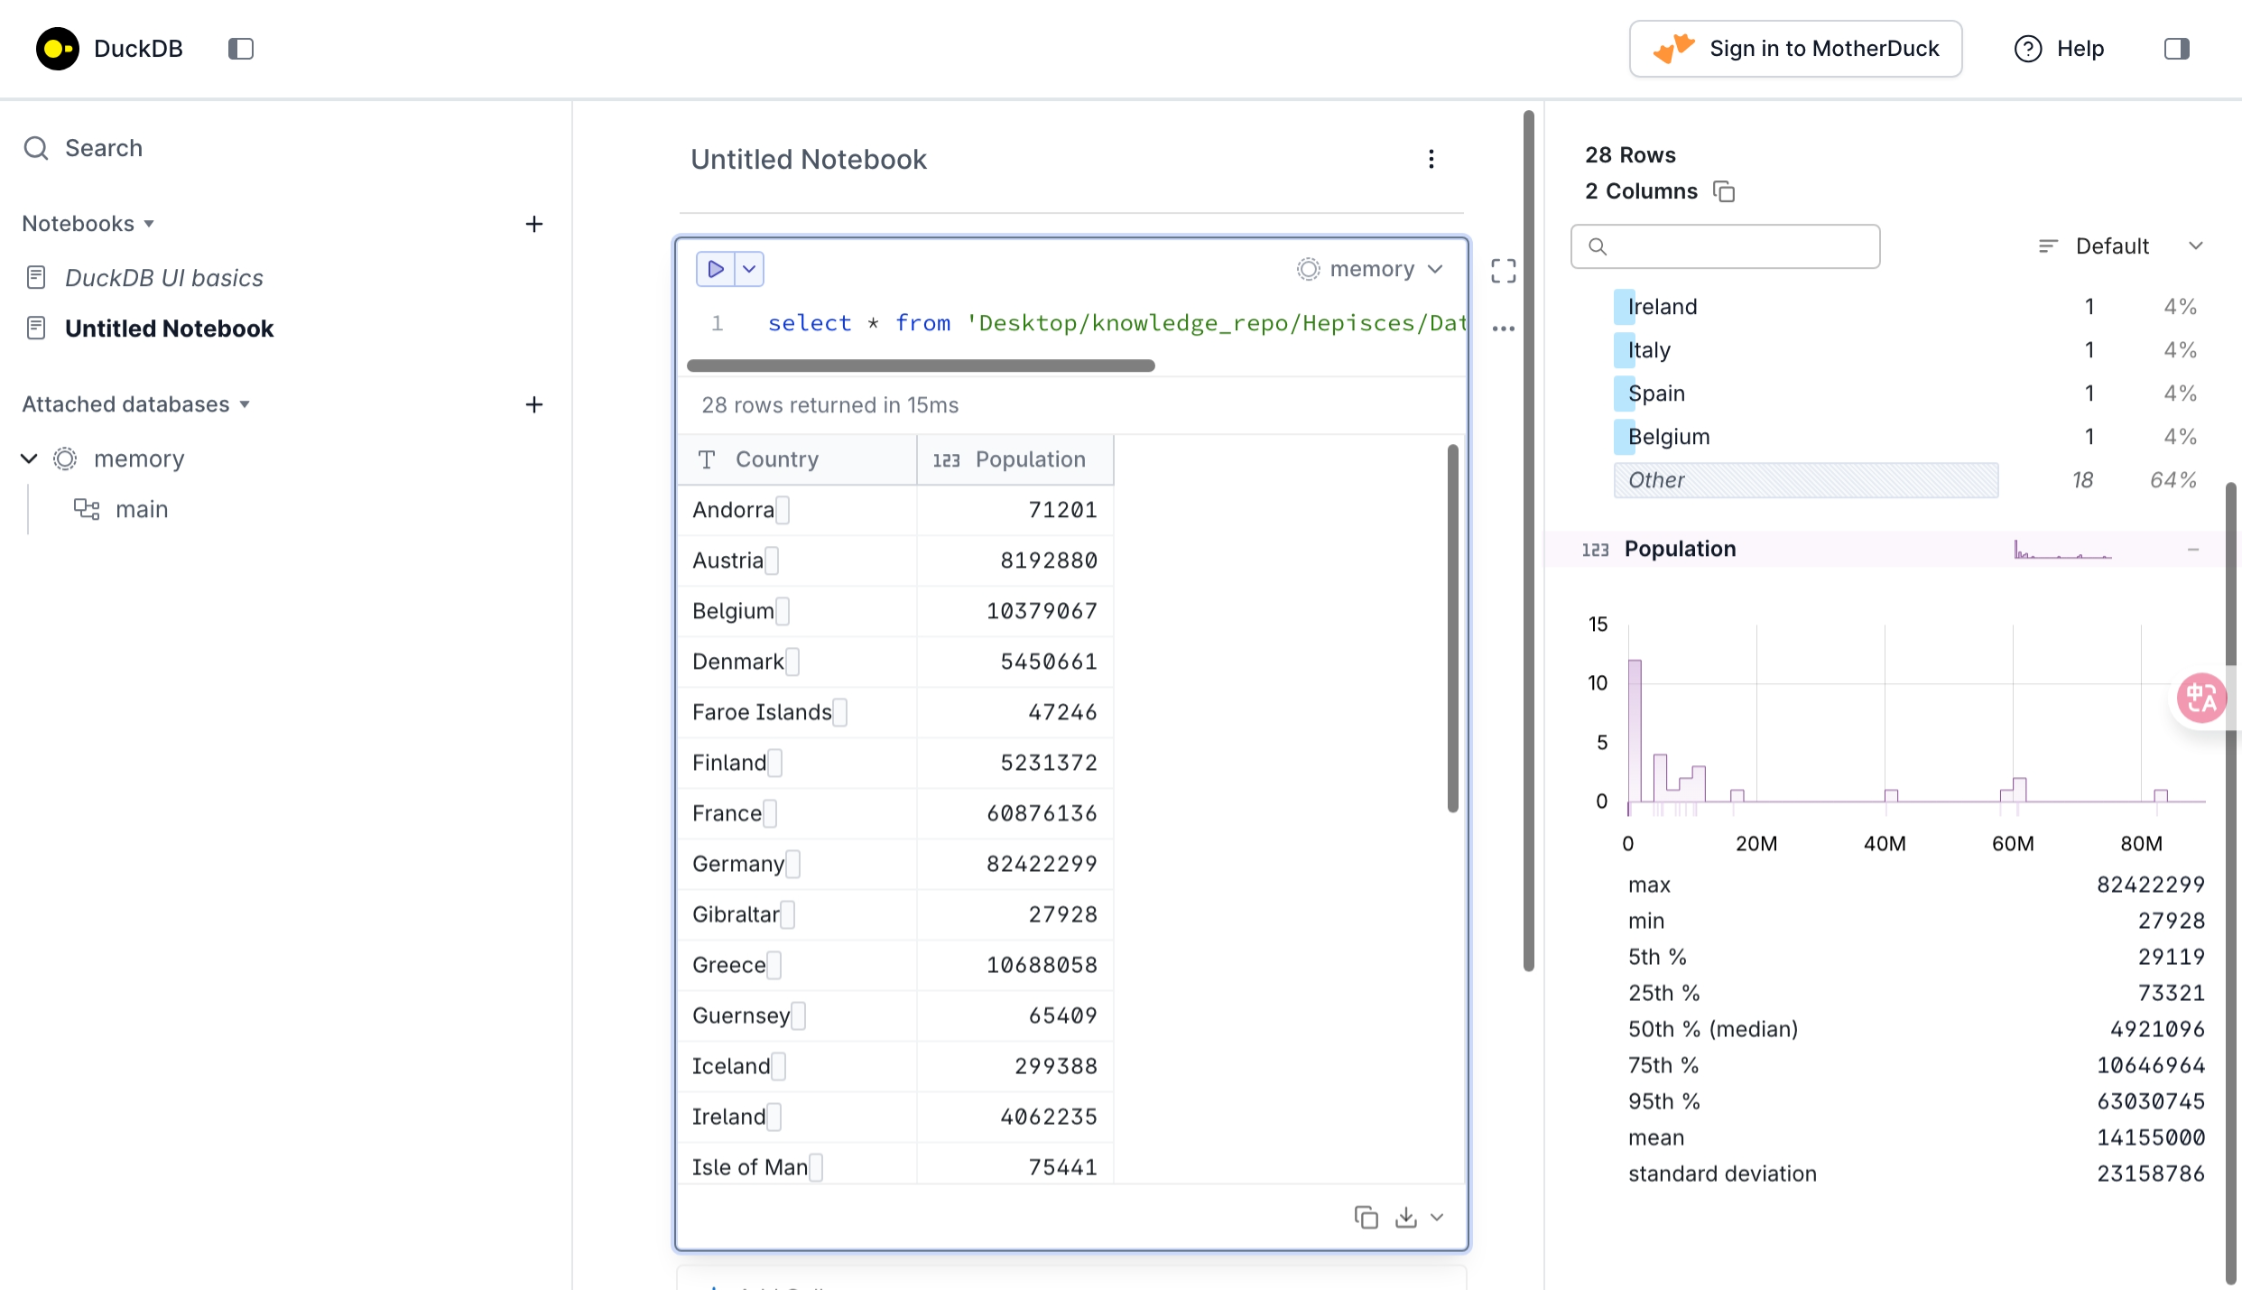 DuckDB
Sign in to MotherDuck
Help
Search
Notebooks
DuckDB UI basics
Untitled Notebook
Attached databases
memory
main
Untitled Notebook
memory
1 select * from 'Desktop/knowledge_repo/Hepisces/Dat
28 rows returned in 15ms
Country 123 Population
Andorra 71201
Austria 8192880
Belgium 10379067
Denmark 5450661
Faroe Islands 47246
Finland 5231372
France 60876136
Germany 82422299
Gibraltar 27928
Greece 10688058
Guernsey 65409
Iceland 299388
Ireland 4062235
Isle of Man 75441
28 Rows
2 Columns
Default
Ireland 1 4%
Italy 1 4%
Spain 1 4%
Belgium 1 4%
Other 18 64%
123 Population
15
10
5
0
0 20M 40M 60M 80M
max 82422299
min 27928
5th % 29119
25th % 73321
50th % (median) 4921096
75th % 10646964
95th % 63030745
mean 14155000
standard deviation 23158786
中A